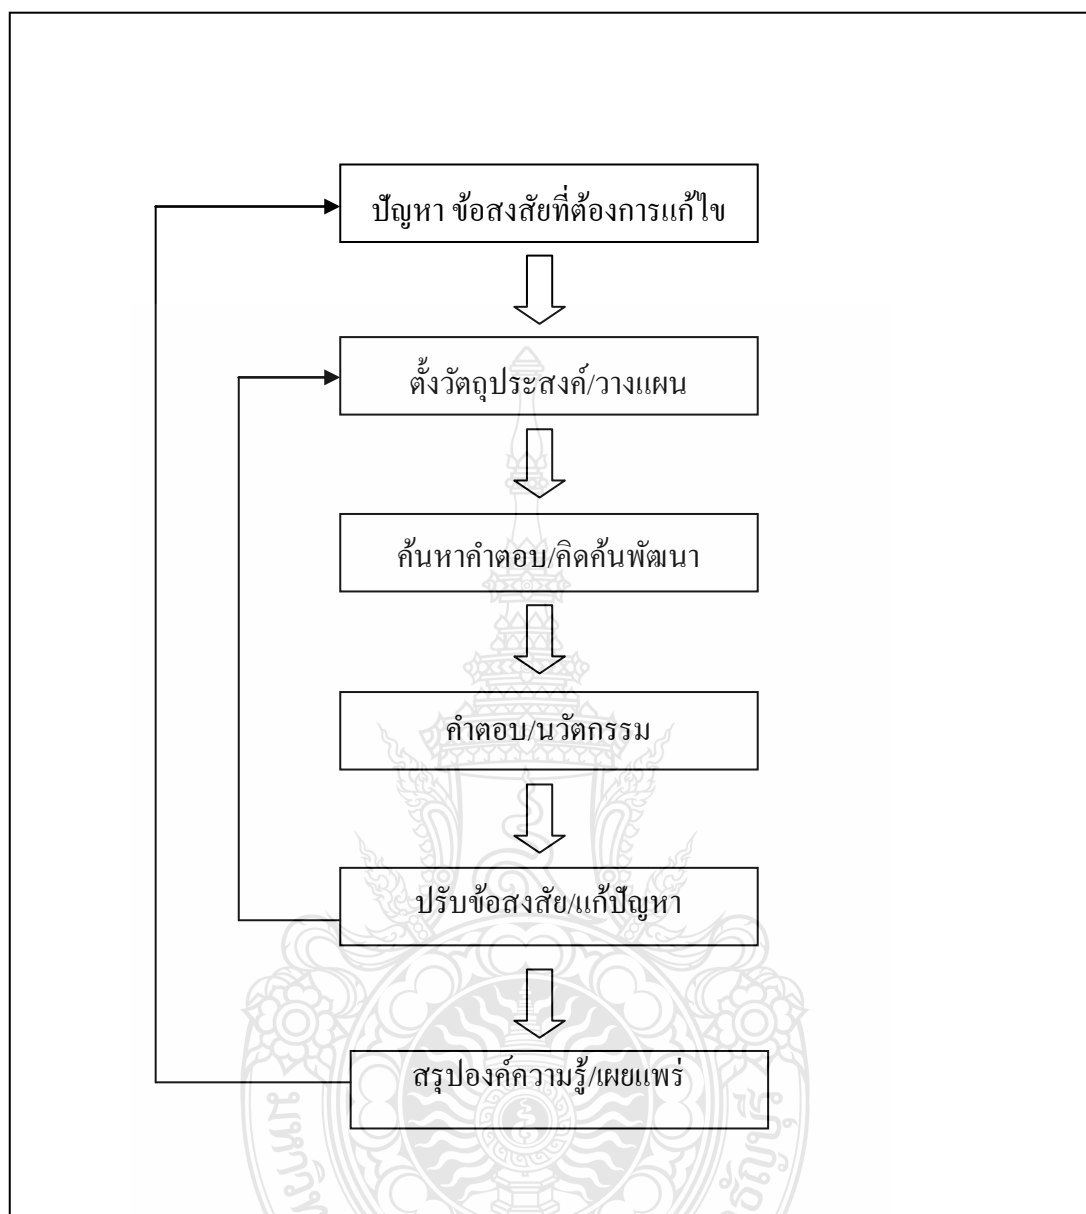 ปัญหา ข้อสงสัยที่ต้องการแก้ไข
ตั้งวัตถุประสงค์/วางแผน
ค้นหาคำตอบ/คิดค้นพัฒนา
คำตอบ/นวัตกรรม
ปรับข้อสงสัย/แก้ปัญหา
สรุปองค์ความรู้/เผยแพร่